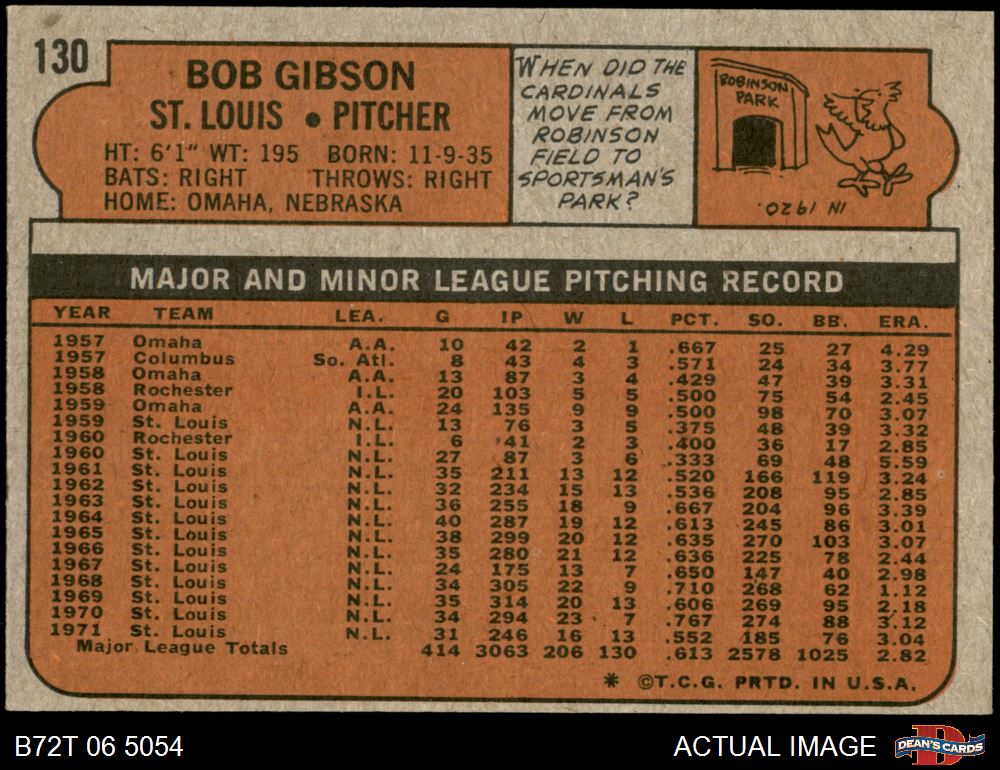 130
BOB GIBSON
ST. LOUIS • PITCHER
HT: 6'1" WT: 195 BORN: 11-9-35
BATS: RIGHT THROWS: RIGHT
HOME: OMAHA, NEBRASKA
WHEN DID THE
CARDINALS
MOVE FROM
ROBINSON
FIELD TO
SPORTSMAN'S
PARK?
ROBINSON
PARK
IN 1920.
MAJOR AND MINOR LEAGUE PITCHING RECORD
YEAR TEAM LEA. G IP W L PCT. SO. BB. ERA.
1957 Omaha A.A. 10 42 2 1 .667 25 27 4.29
1957 Columbus So. Atl. 8 43 4 3 .571 24 34 3.77
1958 Omaha A.A. 13 87 3 4 .429 47 39 3.31
1958 Rochester I.L. 20 103 5 5 .500 75 54 2.45
1959 Omaha A.A. 24 135 9 9 .500 98 70 3.07
1959 St. Louis N.L. 13 76 3 5 .375 48 39 3.32
1960 Rochester I.L. 6 41 2 3 .400 36 17 2.85
1960 St. Louis N.L. 27 87 3 6 .333 69 48 5.59
1961 St. Louis N.L. 35 211 13 12 .520 166 119 3.24
1962 St. Louis N.L. 32 234 15 13 .536 208 95 2.85
1963 St. Louis N.L. 36 255 18 9 .667 204 96 3.39
1964 St. Louis N.L. 40 287 19 12 .613 245 86 3.01
1965 St. Louis N.L. 38 299 20 12 .635 270 103 3.07
1966 St. Louis N.L. 35 280 21 12 .636 225 78 2.44
1967 St. Louis N.L. 24 175 13 7 .650 147 40 2.98
1968 St. Louis N.L. 34 305 22 9 .710 268 62 1.12
1969 St. Louis N.L. 35 314 20 13 .606 269 95 2.18
1970 St. Louis N.L. 34 294 23 7 .767 274 88 3.12
1971 St. Louis N.L. 31 246 16 13 .552 185 76 3.04
Major League Totals 414 3063 206 130 .613 2578 1025 2.82
* ©T.C.G. PRTD. IN U.S.A.
B72T 06 5054
ACTUAL IMAGE
DEAN'S CARDS